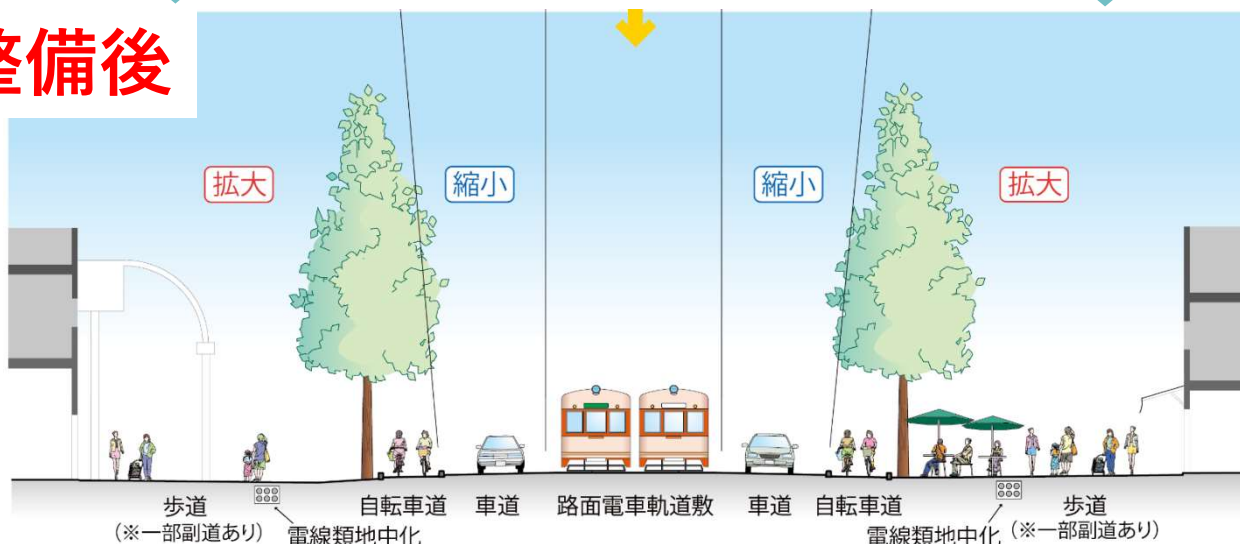 整備後
拡大
縮小
縮小
拡大
歩道
(※一部副道あり)
電線類地中化
自転車道
車道
路面電車軌道敷
車道
自転車道
電線類地中化
歩道
(※一部副道あり)